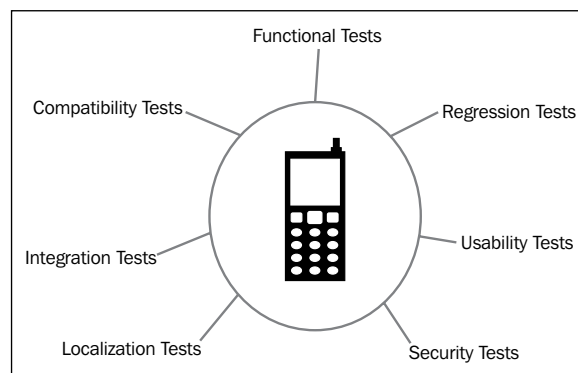 Functional Tests
Compatibility Tests
Regression Tests
Integration Tests
Usability Tests
Localization Tests
Security Tests